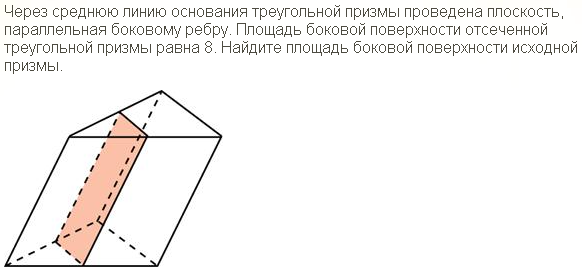 Через среднюю линию основания треугольной призмы проведена плоскость,
параллельная боковому ребру. Площадь боковой поверхности отсеченной
треугольной призмы равна 8. Найдите площадь боковой поверхности исходной
призмы.